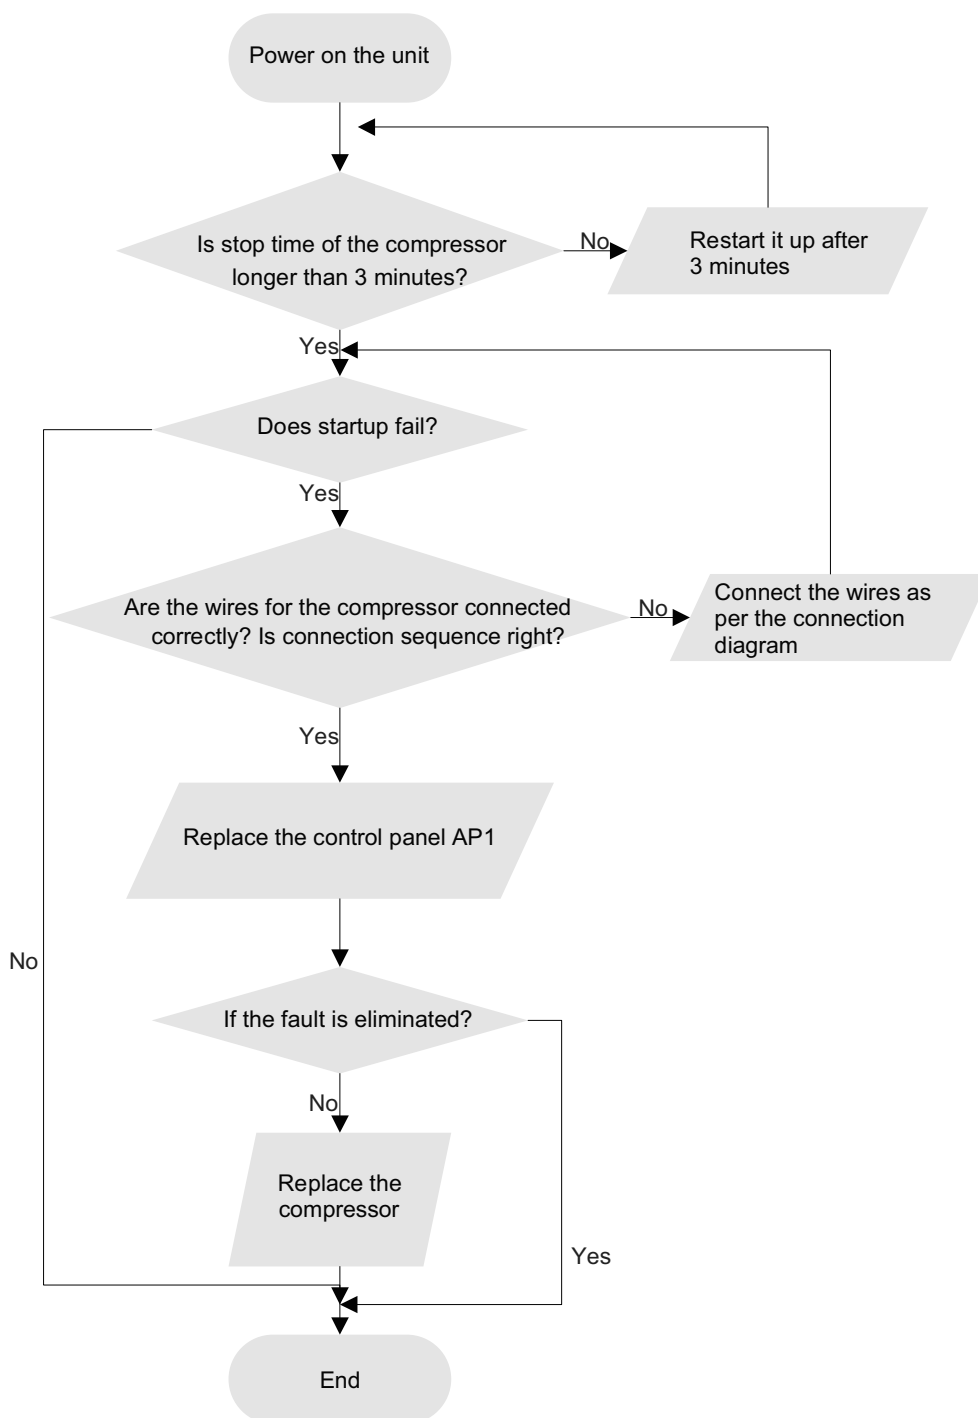 Power on the unit
Is stop time of the compressor
longer than 3 minutes?
No
Restart it up after
3 minutes
Yes
Does startup fail?
Yes
Are the wires for the compressor connected
correctly? Is connection sequence right?
No
Connect the wires as
per the connection
diagram
Yes
Replace the control panel AP1
No
If the fault is eliminated?
No
Replace the
compressor
Yes
End